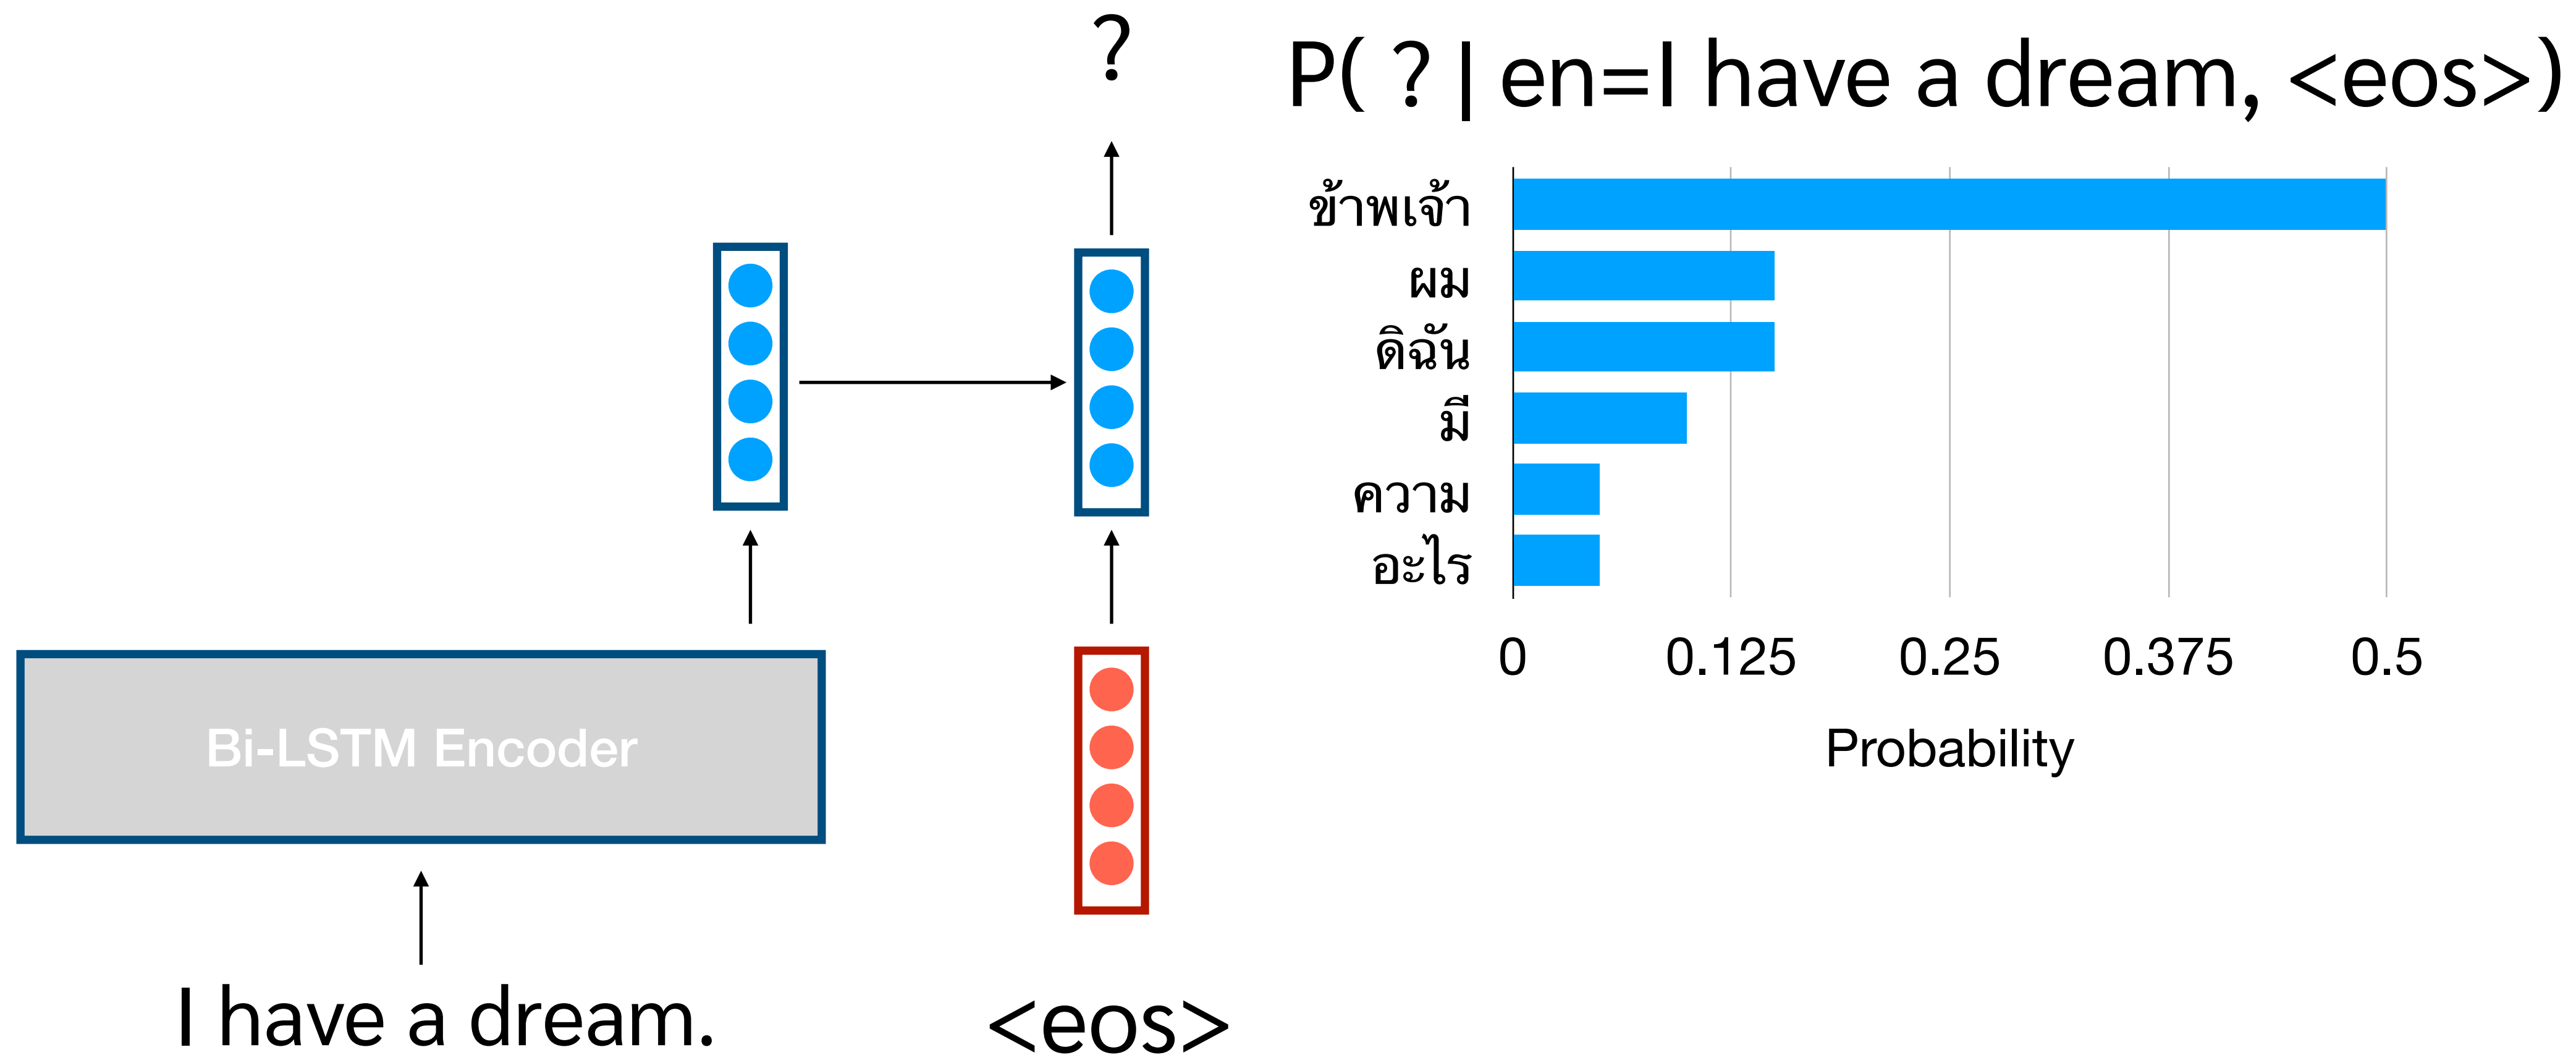 ?
P( ? | en=I have a dream, <eos>)
ข้าพเจ้า
ผม
ดิฉัน
มี
ความ
อะไร
0 0.125 0.25 0.375 0.5
Probability
Bi-LSTM Encoder
I have a dream.
<eos>